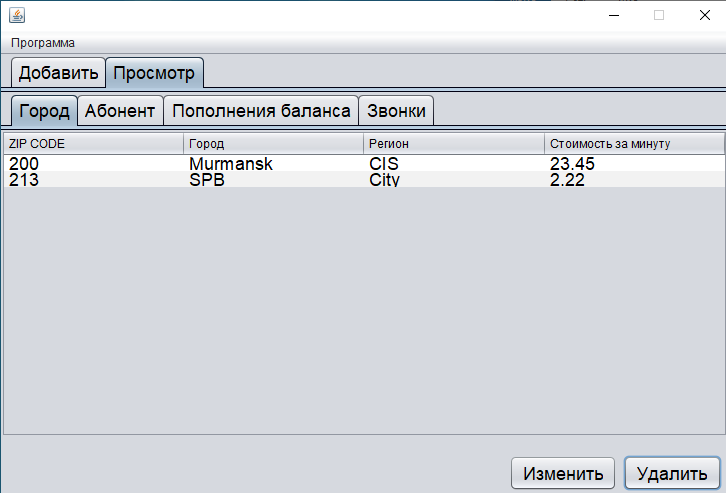 Программа
Добавить Просмотр
Город Абонент Пополнения баланса Звонки
ZIP CODE Город Регион Стоимость за минуту
200 Murmansk CIS 23.45
213 SPB City 2.22
Изменить Удалить